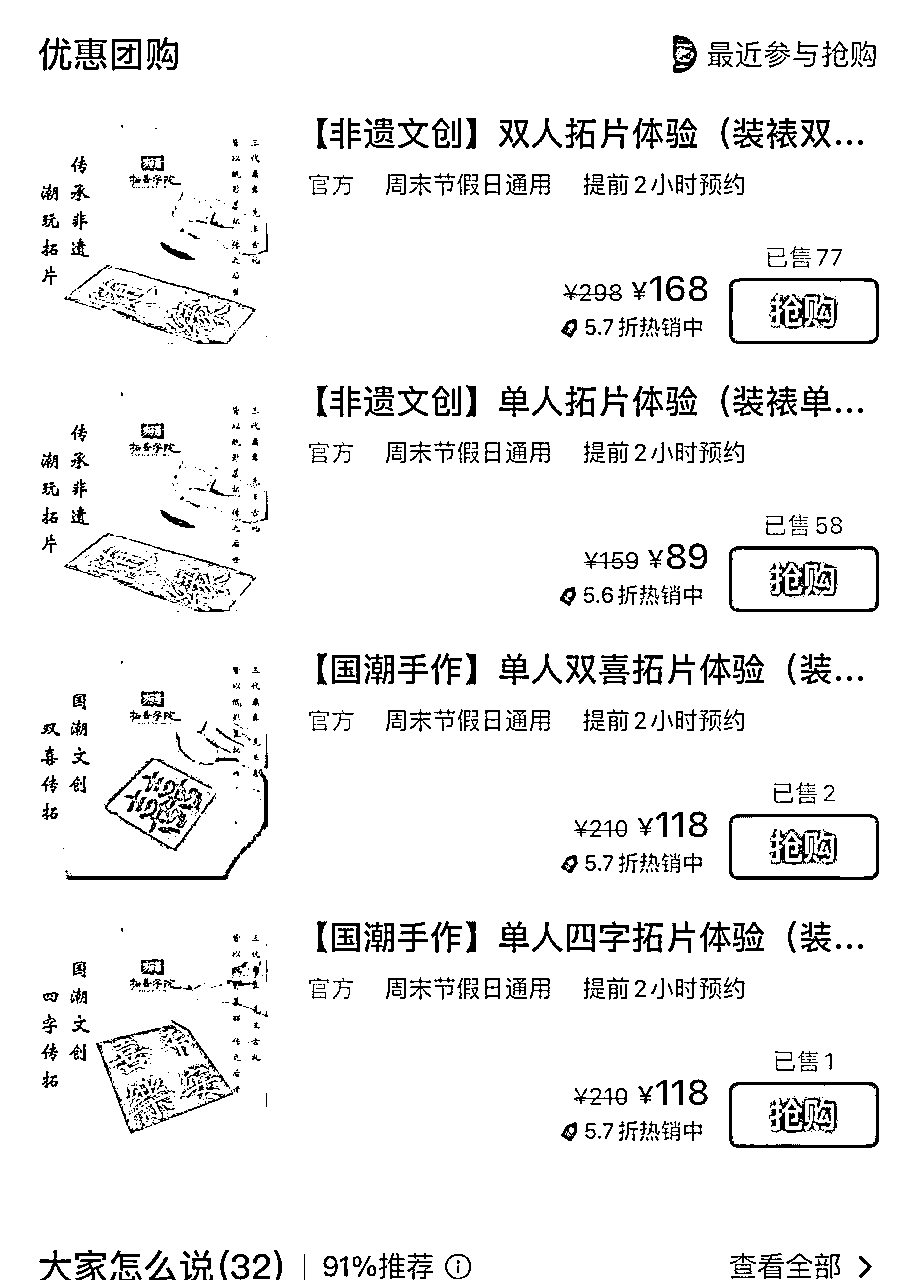 优惠团购
最近参与抢购
【非遗文创】双人拓片体验（装裱双...
官方 周末节假日通用 提前2小时预约
传承非遗
潮玩拓片
已售77
¥298 ¥168
5.7折热销中
抢购
【非遗文创】单人拓片体验（装裱单...
官方 周末节假日通用 提前2小时预约
传承非遗
潮玩拓片
已售58
¥159 ¥89
5.6折热销中
抢购
【国潮手作】单人双喜拓片体验（装...
官方 周末节假日通用 提前2小时预约
国潮文创
双喜传拓
已售2
¥210 ¥118
5.7折热销中
抢购
【国潮手作】单人四字拓片体验（装...
官方 周末节假日通用 提前2小时预约
国潮文创
四字传拓
已售1
¥210 ¥118
5.7折热销中
抢购
大家怎么说(32) 91%推荐
查看全部